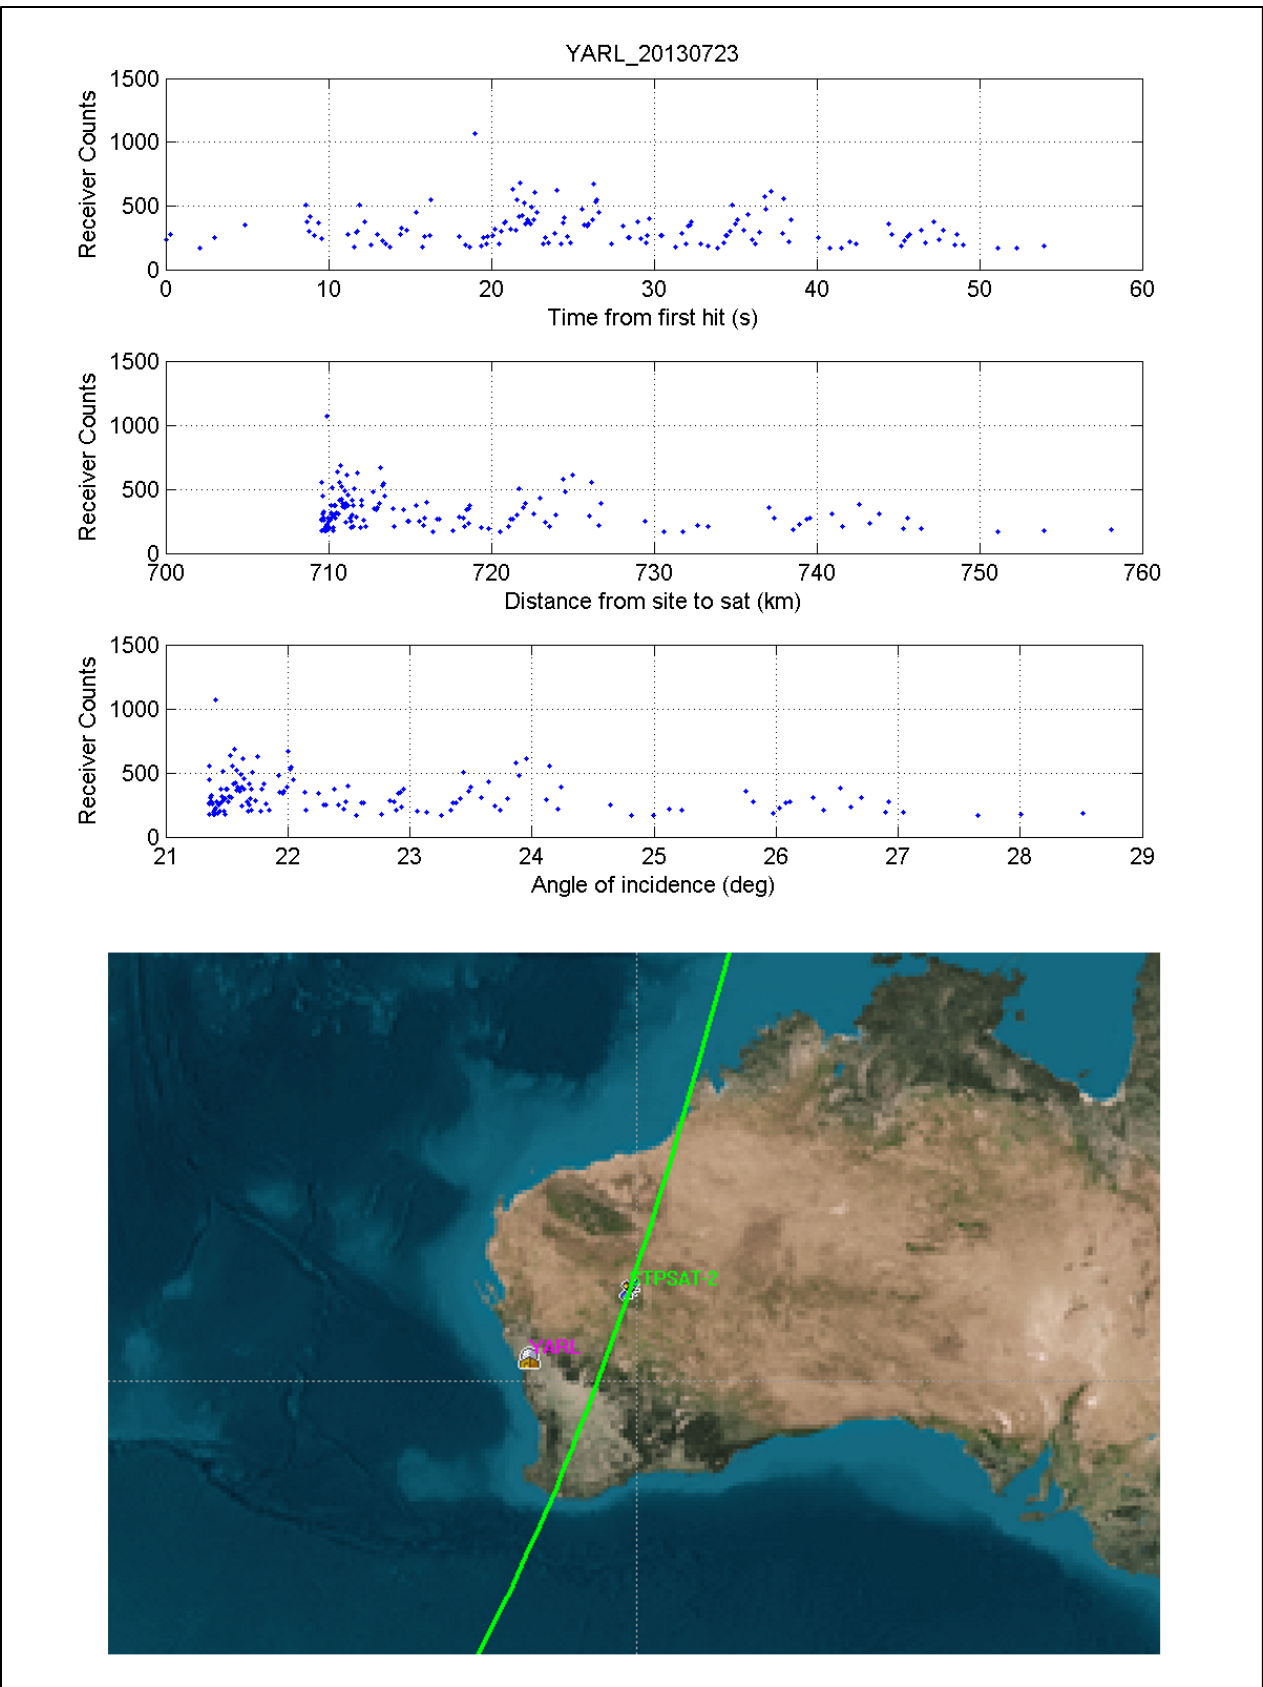 YARL_20130723
1500
1000
500
0
Receiver Counts
0 10 20 30 40 50 60
Time from first hit (s)
1500
1000
500
0
Receiver Counts
700 710 720 730 740 750 760
Distance from site to sat (km)
1500
1000
500
0
Receiver Counts
21 22 23 24 25 26 27 28 29
Angle of incidence (deg)
STPSAT-2
YARL